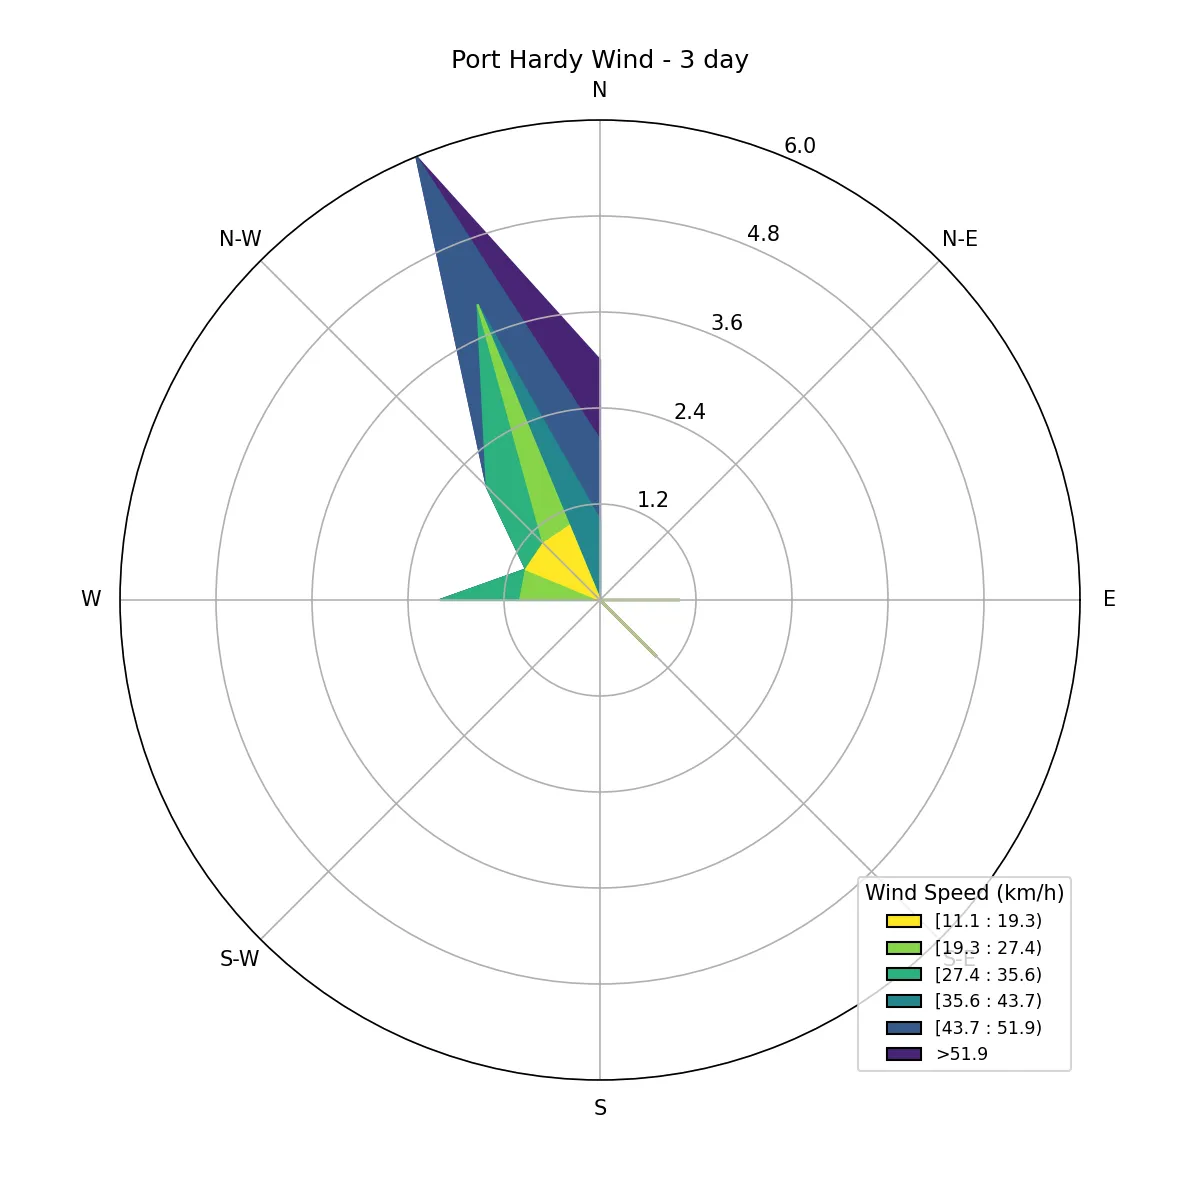 Port Hardy Wind - 3 day
N
6.0
N-W
N-E
4.8
3.6
2.4
1.2
W
E
S-W
S-E
S
Wind Speed (km/h)
[11.1 : 19.3)
[19.3 : 27.4)
[27.4 : 35.6)
[35.6 : 43.7)
[43.7 : 51.9)
>51.9